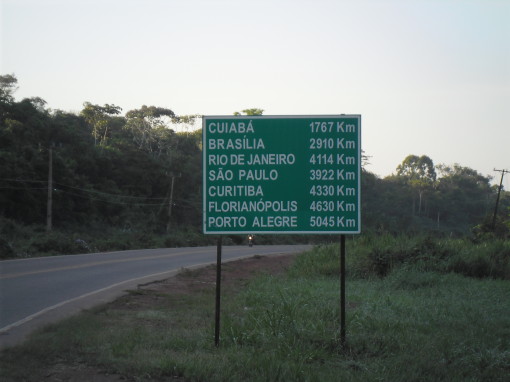 CUIABÁ 1767 Km
BRASÍLIA 2910 Km
RIO DE JANEIRO 4114 Km
SÃO PAULO 3922 Km
CURITIBA 4330 Km
FLORIANÓPOLIS 4630 Km
PORTO ALEGRE 5045 Km